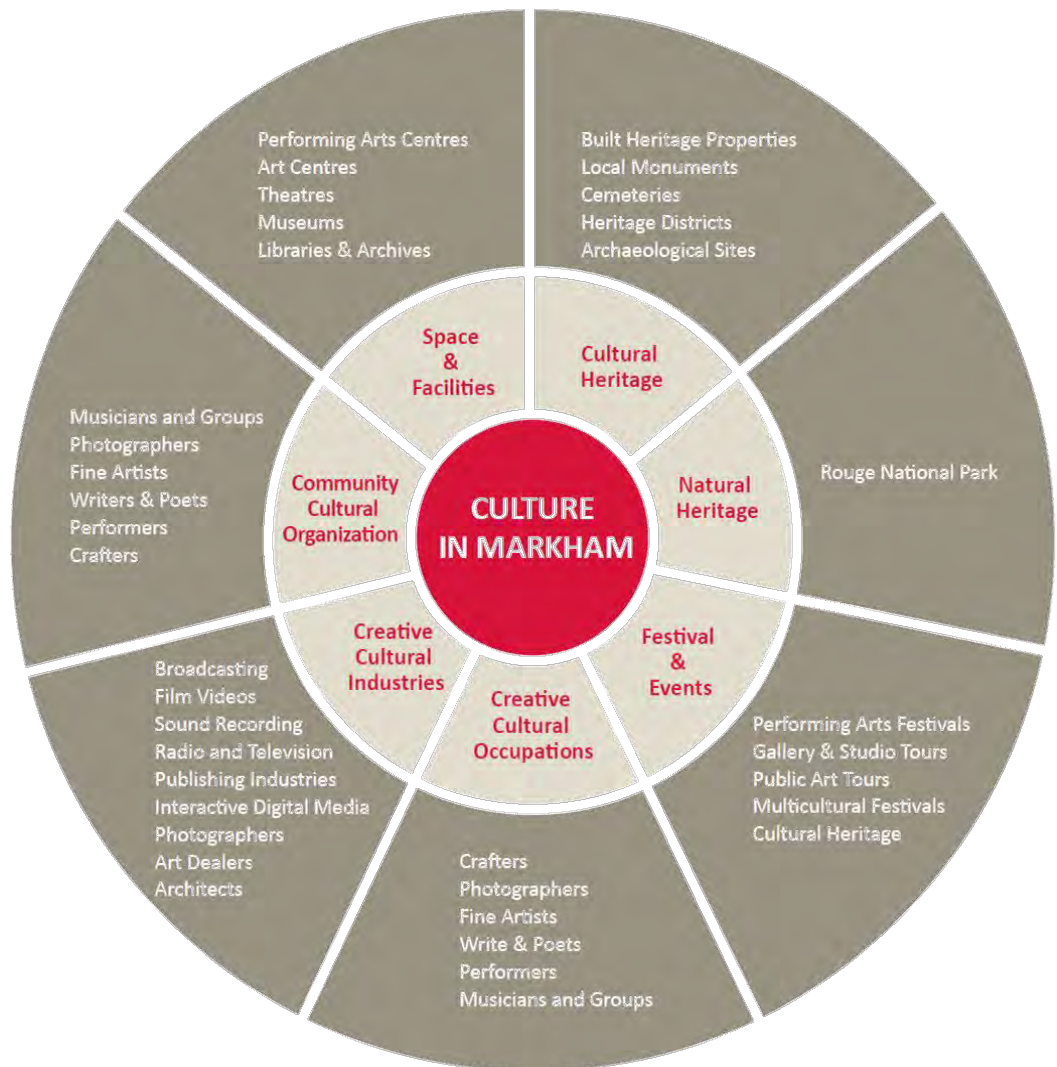 CULTURE
IN MARKHAM
Cultural
Heritage
Built Heritage Properties
Local Monuments
Cemeteries
Heritage Districts
Archaeological Sites
Natural
Heritage
Rouge National Park
Festival
&
Events
Performing Arts Festivals
Gallery & Studio Tours
Public Art Tours
Multicultural Festivals
Cultural Heritage
Creative
Cultural
Occupations
Crafters
Photographers
Fine Artists
Write & Poets
Performers
Musicians and Groups
Creative
Cultural
Industries
Broadcasting
Film Videos
Sound Recording
Radio and Television
Publishing Industries
Interactive Digital Media
Photographers
Art Dealers
Architects
Community
Cultural
Organization
Musicians and Groups
Photographers
Fine Artists
Writers & Poets
Performers
Crafters
Space
&
Facilities
Performing Arts Centres
Art Centres
Theatres
Museums
Libraries & Archives